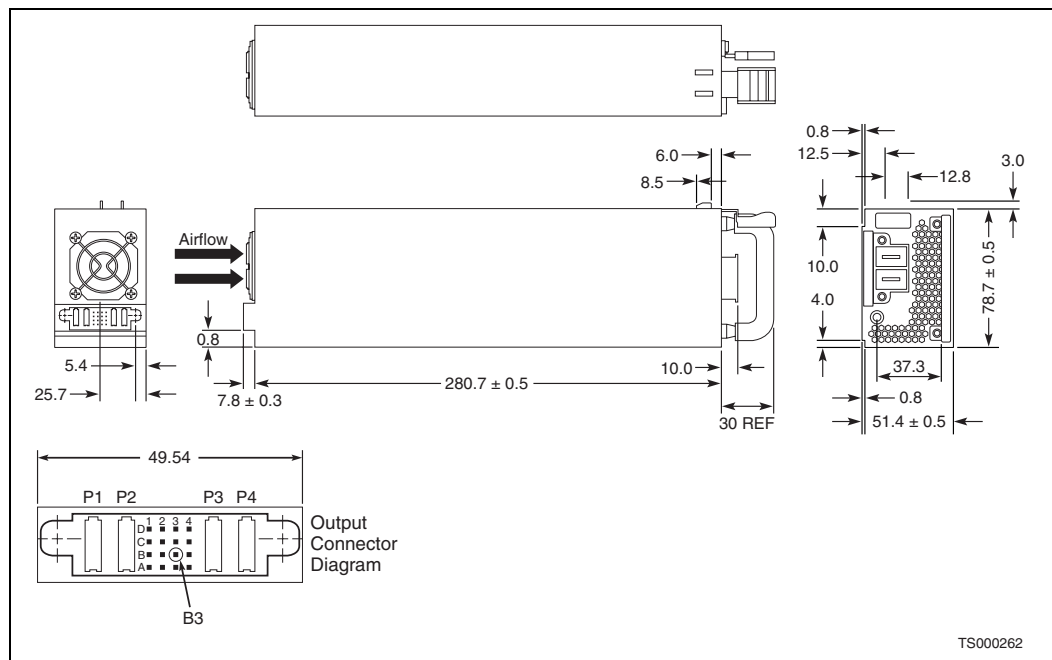 0.8
12.5
3.0
12.8
6.0
8.5
Airflow
10.0
4.0
78.7 ± 0.5
0.8
5.4
25.7
7.8 ± 0.3
280.7 ± 0.5
10.0
30 REF
37.3
0.8
51.4 ± 0.5
49.54
P1 P2 P3 P4
1 2 3 4
D
C
B
A
Output
Connector
Diagram
B3
TS000262